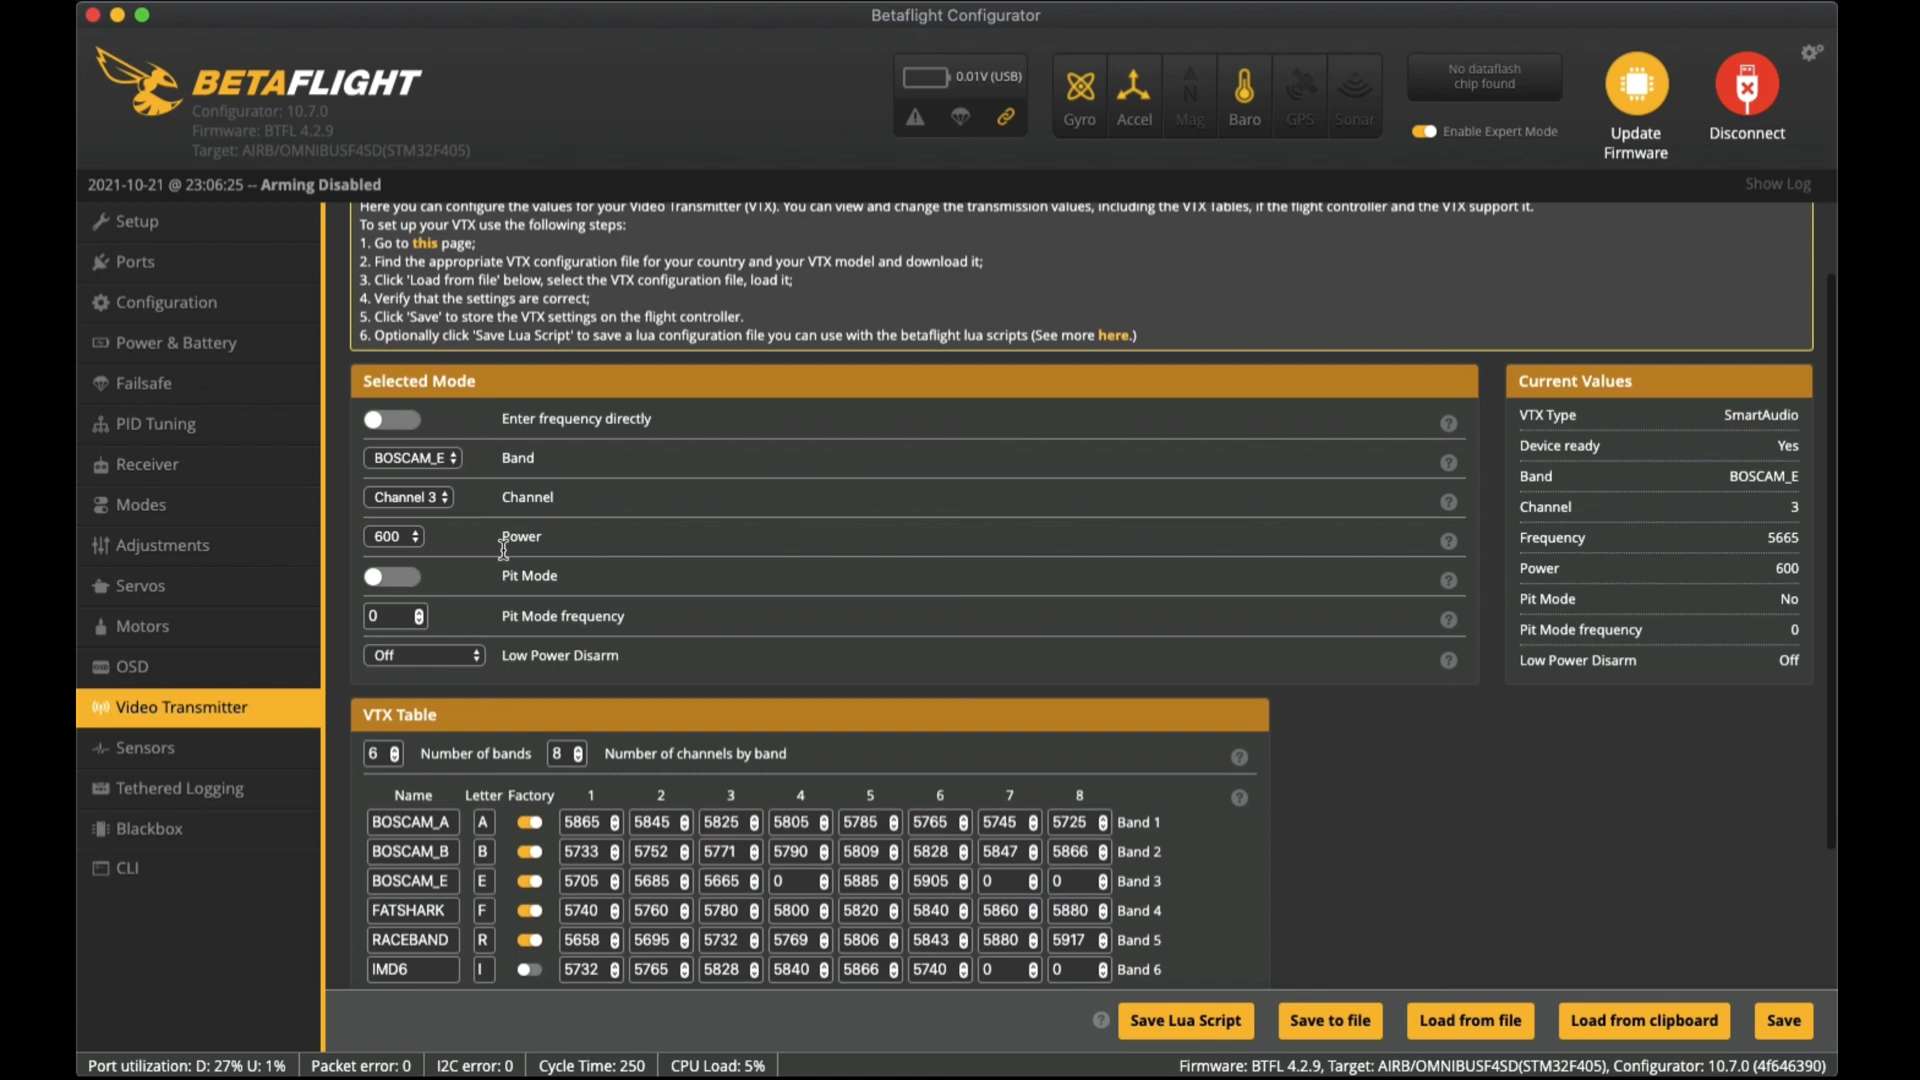 Betaflight Configurator
BETAFLIGHT
Configurator: 10.7.0
Firmware: BTFL 4.2.9
Target: AIRB/OMNIBUSF4SD(STM32F405)
0.01V (USB)
Gyro
Accel
Mag
Baro
GPS
Sonar
No dataflash
chip found
Enable Expert Mode
Update
Firmware
Disconnect
2021-10-21 @ 23:06:25 -- Arming Disabled
Show Log
Setup
Ports
Configuration
Power & Battery
Failsafe
PID Tuning
Receiver
Modes
Adjustments
Servos
Motors
OSD
Video Transmitter
Sensors
Tethered Logging
Blackbox
CLI
Here you can configure the values for your Video Transmitter (VTX). You can view and change the transmission values, including the VTX Tables, if the flight controller and the VTX support it.
To set up your VTX use the following steps:
1. Go to this page;
2. Find the appropriate VTX configuration file for your country and your VTX model and download it;
3. Click 'Load from file' below, select the VTX configuration file, load it;
4. Verify that the settings are correct;
5. Click 'Save' to store the VTX settings on the flight controller.
6. Optionally click 'Save Lua Script' to save a lua configuration file you can use with the betaflight lua scripts (See more here.)
Selected Mode
Enter frequency directly ?
BOSCAM_E Band ?
Channel 3 Channel ?
600 Power ?
Pit Mode ?
0 Pit Mode frequency ?
Off Low Power Disarm ?
Current Values
VTX Type SmartAudio
Device ready Yes
Band BOSCAM_E
Channel 3
Frequency 5665
Power 600
Pit Mode No
Pit Mode frequency 0
Low Power Disarm Off
VTX Table
6 Number of bands 8 Number of channels by band ?
Name Letter Factory 1 2 3 4 5 6 7 8 ?
BOSCAM_A A 5865 5845 5825 5805 5785 5765 5745 5725 Band 1
BOSCAM_B B 5733 5752 5771 5790 5809 5828 5847 5866 Band 2
BOSCAM_E E 5705 5685 5665 0 5885 5905 0 0 Band 3
FATSHARK F 5740 5760 5780 5800 5820 5840 5860 5880 Band 4
RACEBAND R 5658 5695 5732 5769 5806 5843 5880 5917 Band 5
IMD6 I 5732 5765 5828 5840 5866 5740 0 0 Band 6
? Save Lua Script Save to file Load from file Load from clipboard Save
Port utilization: D: 27% U: 1% Packet error: 0 I2C error: 0 Cycle Time: 250 CPU Load: 5% Firmware: BTFL 4.2.9, Target: AIRB/OMNIBUSF4SD(STM32F405), Configurator: 10.7.0 (4f646390)